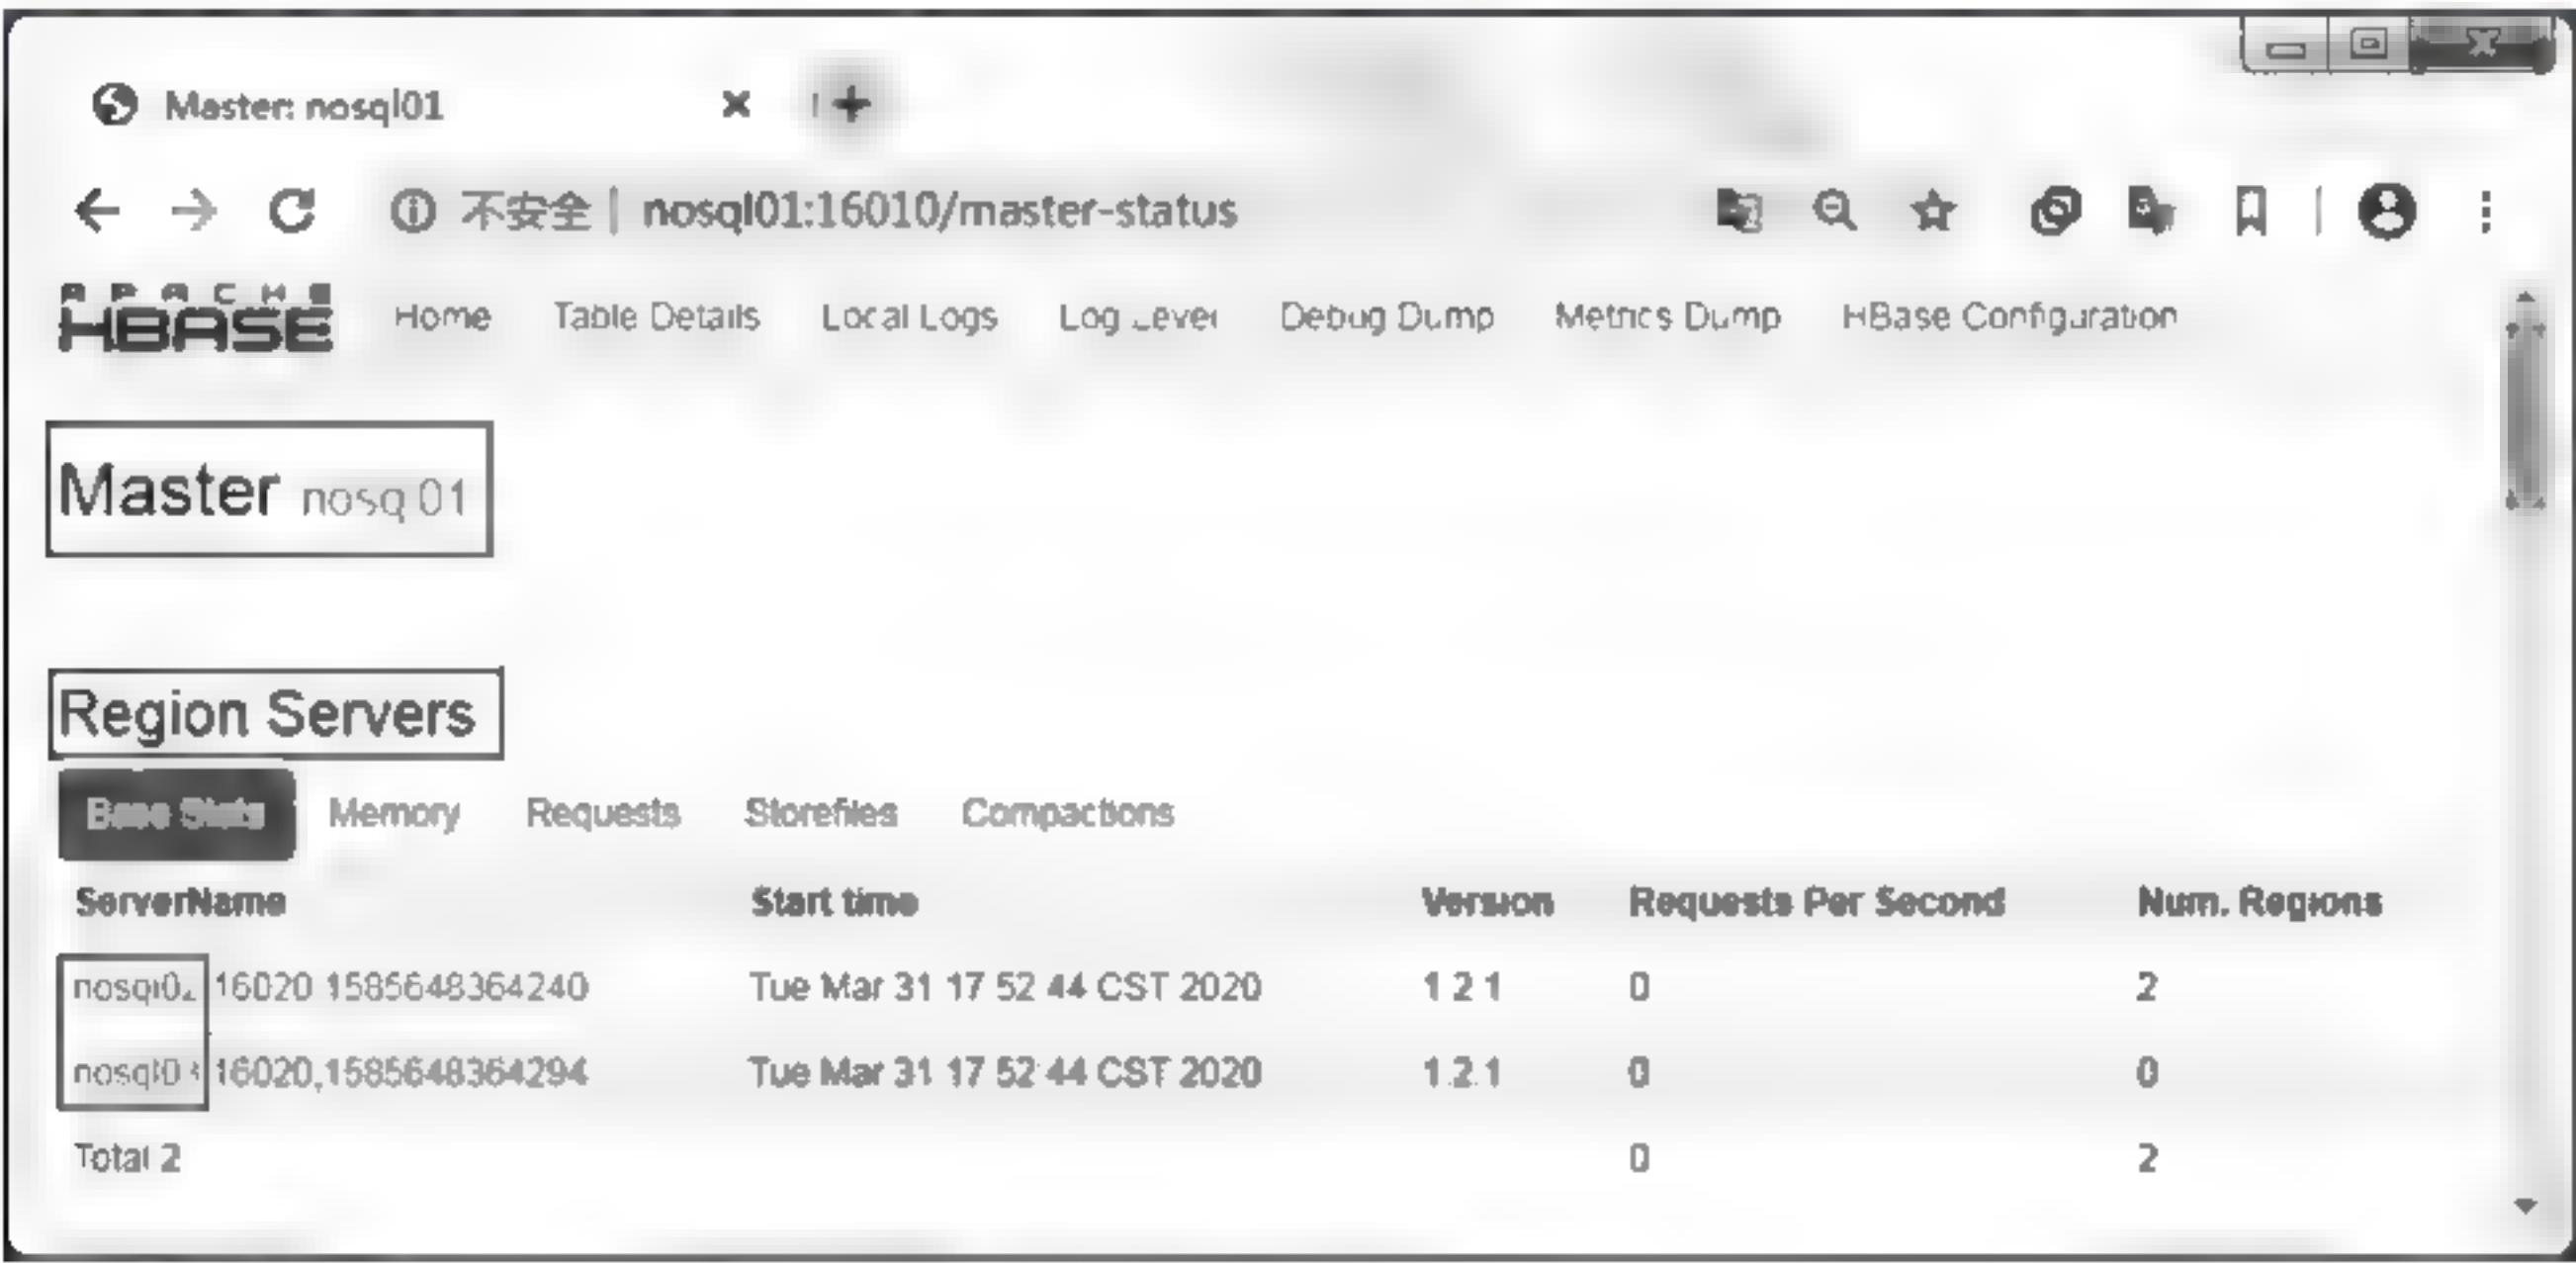 Master: nosql01
不安全 | nosql01:16010/master-status
APACHE HBASE Home Table Details Local Logs Log Level Debug Dump Metrics Dump HBase Configuration
Master nosql01
Region Servers
Base Stats Memory Requests Storefiles Compactions
ServerName Start time Version Requests Per Second Num. Regions
nosql02,16020,1585648364240 Tue Mar 31 17:52:44 CST 2020 1.2.1 0 2
nosql03,16020,1585648364294 Tue Mar 31 17:52:44 CST 2020 1.2.1 0 0
Total:2 0 2